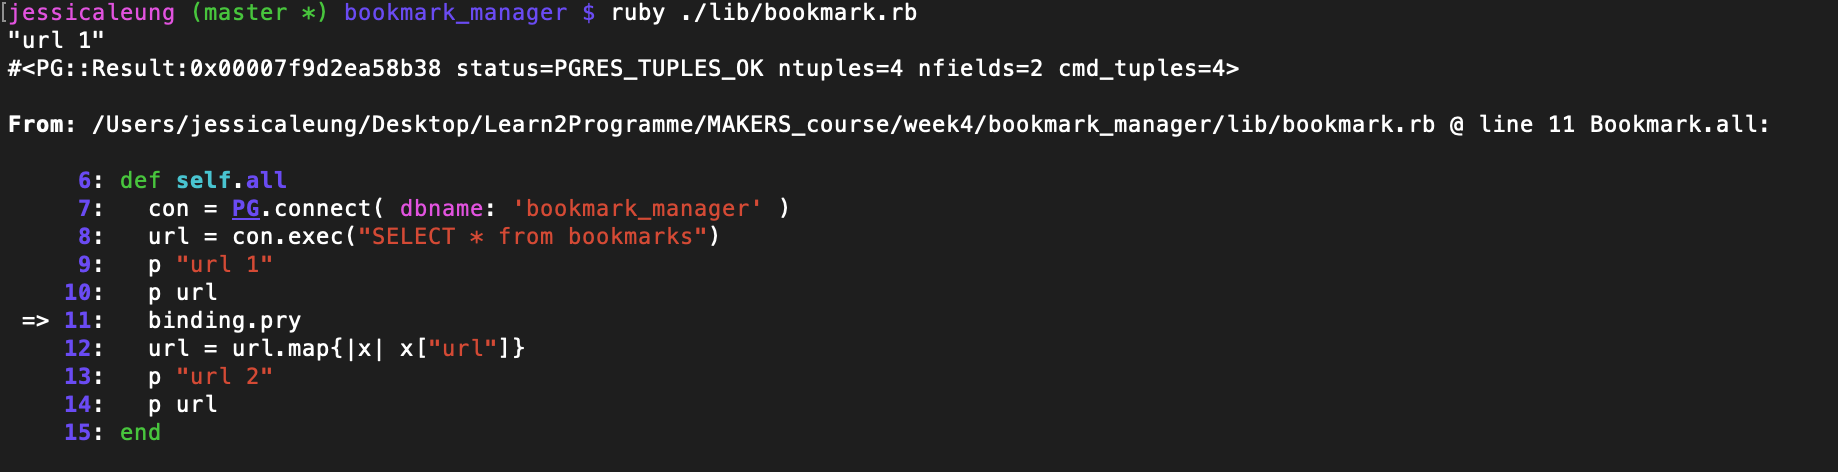 [jessicaleung (master *) bookmark_manager $ ruby ./lib/bookmark.rb
"url 1"
#<PG::Result:0x00007f9d2ea58b38 status=PGRES_TUPLES_OK ntuples=4 nfields=2 cmd_tuples=4>
From: /Users/jessicaleung/Desktop/Learn2Programme/MAKERS_course/week4/bookmark_manager/lib/bookmark.rb @ line 11 Bookmark.all:
6: def self.all
7:   con = PG.connect( dbname: 'bookmark_manager' )
8:   url = con.exec("SELECT * from bookmarks")
9:   p "url 1"
10:   p url
=> 11:   binding.pry
12:   url = url.map{|x| x["url"]}
13:   p "url 2"
14:   p url
15: end